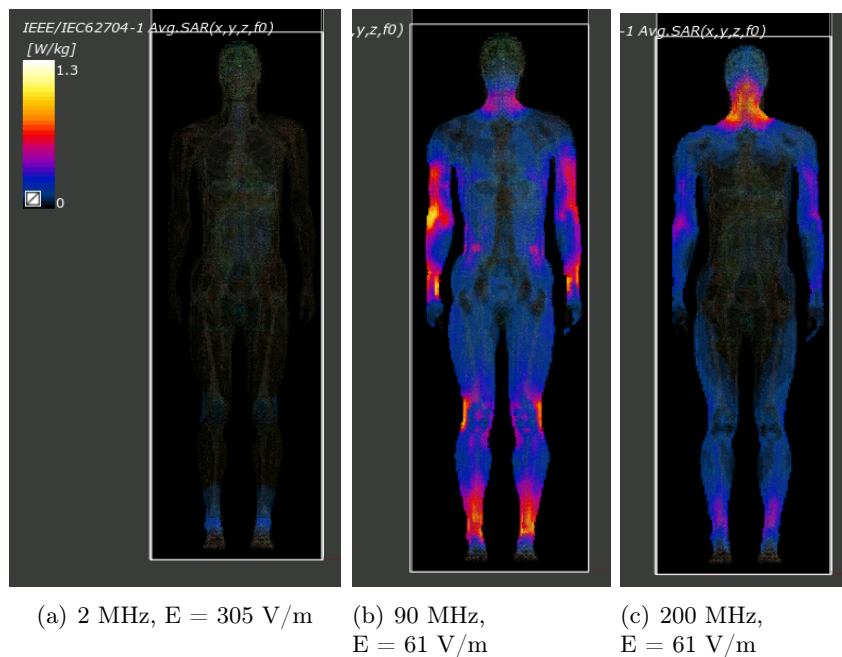 IEEE/IEC62704-1 Avg.SAR(x,y,z,f0)
[W/kg]
1.3
0
,y,z,f0)
-1 Avg.SAR(x,y,z,f0)
(a) 2 MHz, E = 305 V/m
(b) 90 MHz,
E = 61 V/m
(c) 200 MHz,
E = 61 V/m